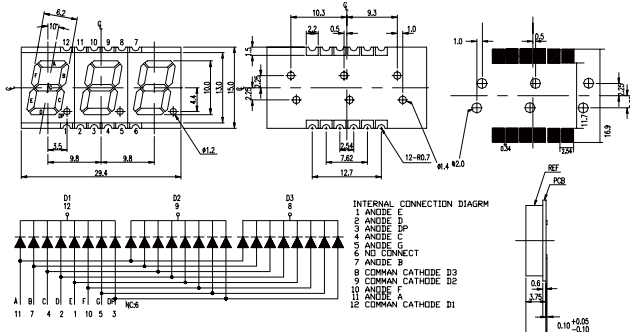 6.2
10°
12 11 10 9 8 7
A
F B
G
E C
D DP
1 2 3 4 5 6
10.0
13.0
15.0
4.4
ø1.2
3.5
9.8 9.8
29.4
10.3 9.3
2.2 0.5 1.0
1.5
2.25
2.25
2.54
7.62
12.7
12-R0.7
ø1.4
1.0 0.5
ø2.0
0.34 2.54
11.7
16.9
2.25
REF
PCB
0.6
3.75
0.10 +0.05
-0.10
D1 D2 D3
12 9 8
A B C D E F G DP
11 7 4 2 1 10 5 3
NC:6
INTERNAL CONNECTION DIAGRM
1 ANODE E
2 ANODE D
3 ANODE DP
4 ANODE C
5 ANODE G
6 NO CONNECT
7 ANODE B
8 COMMAN CATHODE D3
9 COMMAN CATHODE D2
10 ANODE F
11 ANODE A
12 COMMAN CATHODE D1